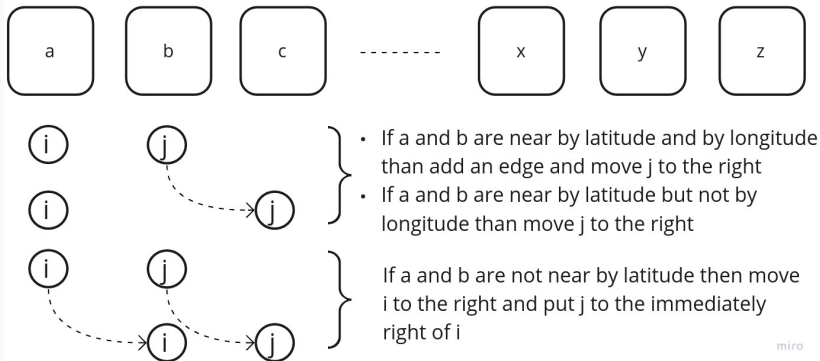 a b c x y z
i j
• If a and b are near by latitude and by longitude
than add an edge and move j to the right
• If a and b are near by latitude but not by
longitude than move j to the right
i j
i j
If a and b are not near by latitude then move
i to the right and put j to the immediately
right of i
i j
miro